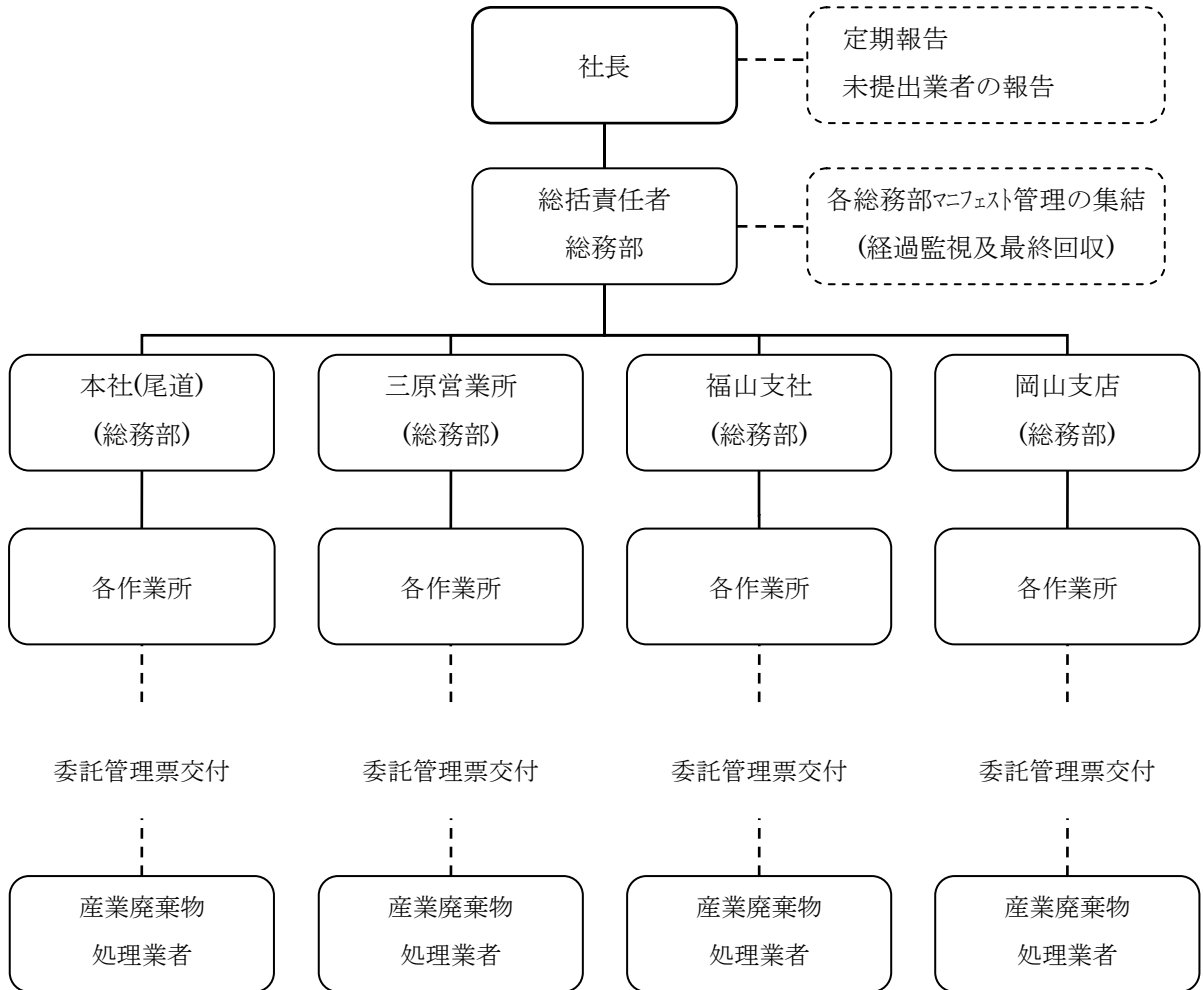 社長
定期報告
未提出業者の報告
総括責任者
総務部
各総務部ﾏﾆﾌｪｽﾄ管理の集結
(経過監視及最終回収)
本社(尾道)
(総務部)
三原営業所
(総務部)
福山支社
(総務部)
岡山支店
(総務部)
各作業所
各作業所
各作業所
各作業所
委託管理票交付
委託管理票交付
委託管理票交付
委託管理票交付
産業廃棄物
処理業者
産業廃棄物
処理業者
産業廃棄物
処理業者
産業廃棄物
処理業者